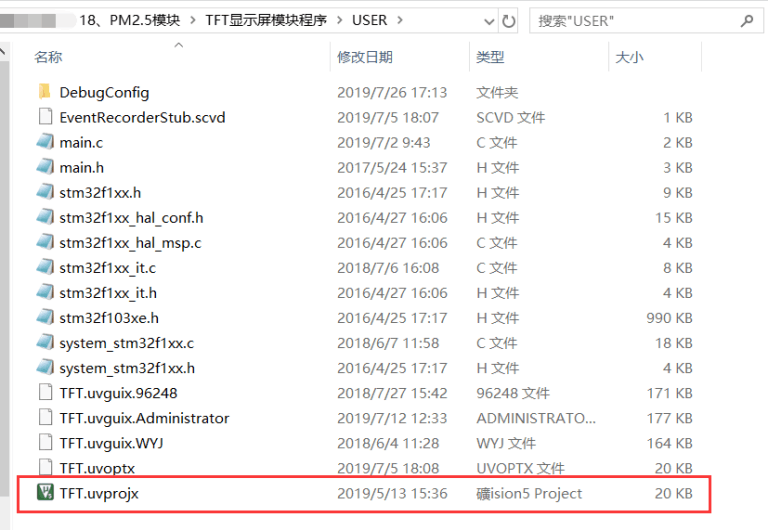 18、PM2.5模块 › TFT显示屏模块程序 › USER › 搜索"USER"
名称 修改日期 类型 大小
DebugConfig 2019/7/26 17:13 文件夹
EventRecorderStub.scvd 2019/7/5 18:07 SCVD 文件 1 KB
main.c 2019/7/2 9:43 C 文件 2 KB
main.h 2017/5/24 15:37 H 文件 3 KB
stm32f1xx.h 2016/4/25 17:17 H 文件 9 KB
stm32f1xx_hal_conf.h 2016/4/27 16:06 H 文件 15 KB
stm32f1xx_hal_msp.c 2016/4/27 16:06 C 文件 4 KB
stm32f1xx_it.c 2018/7/6 16:08 C 文件 8 KB
stm32f1xx_it.h 2016/4/27 16:06 H 文件 4 KB
stm32f103xe.h 2016/4/25 17:17 H 文件 990 KB
system_stm32f1xx.c 2018/6/7 11:58 C 文件 18 KB
system_stm32f1xx.h 2016/4/25 17:17 H 文件 4 KB
TFT.uvguix.96248 2018/7/27 15:42 96248 文件 171 KB
TFT.uvguix.Administrator 2019/7/12 12:33 ADMINISTRATO... 177 KB
TFT.uvguix.WYJ 2018/6/4 11:28 WYJ 文件 164 KB
TFT.uvoptx 2019/7/5 18:08 UVOPTX 文件 20 KB
TFT.uvprojx 2019/5/13 15:36 礦ision5 Project 20 KB